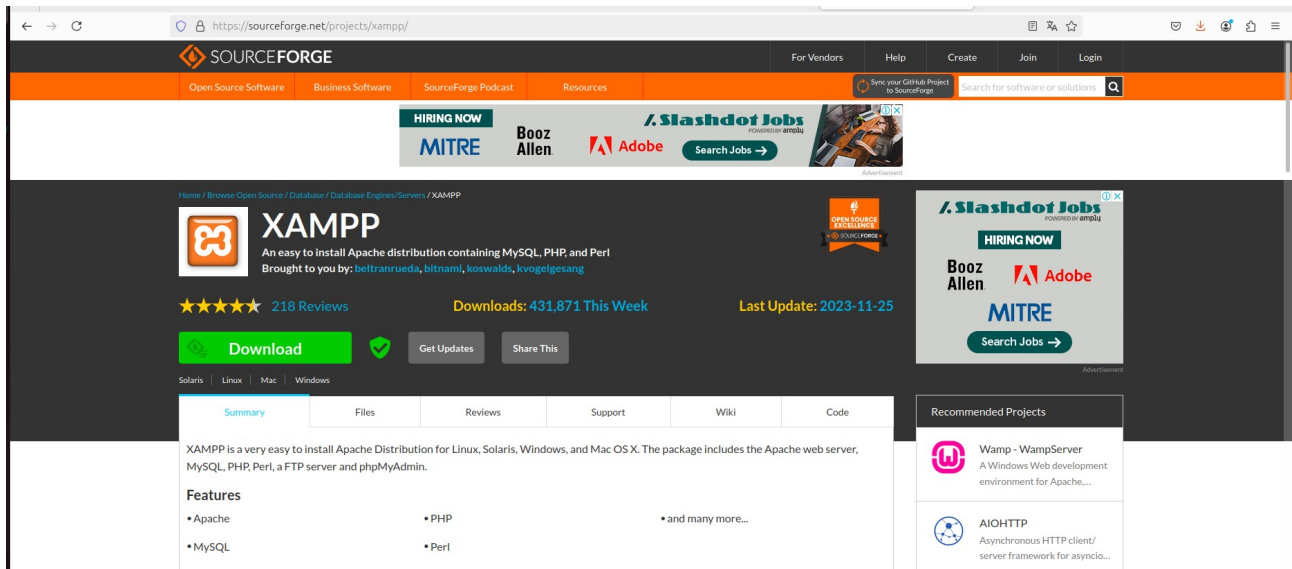 https://sourceforge.net/projects/xampp/
SOURCEFORGE
For Vendors
Help
Create
Join
Login
Open Source Software
Business Software
SourceForge Podcast
Resources
Sync your GitHub Project
to SourceForge
Search for software or solutions
HIRING NOW
MITRE
Booz
Allen
Adobe
Slashdot Jobs
POWERED BY amply
Search Jobs →
Advertisement
Home / Browse Open Source / Database / Database Engines/Servers / XAMPP
XAMPP
An easy to install Apache distribution containing MySQL, PHP, and Perl
Brought to you by: beltranrueda, bitnami, koswalds, kvogelgesang
OPEN SOURCE
EXCELLENCE
SOURCEFORGE
218 Reviews
Downloads: 431,871 This Week
Last Update: 2023-11-25
Download
Get Updates
Share This
Solaris | Linux | Mac | Windows
Slashdot Jobs
POWERED BY amply
HIRING NOW
Booz
Allen
Adobe
MITRE
Search Jobs →
Advertisement
Summary
Files
Reviews
Support
Wiki
Code
XAMPP is a very easy to install Apache Distribution for Linux, Solaris, Windows, and Mac OS X. The package includes the Apache web server,
MySQL, PHP, Perl, a FTP server and phpMyAdmin.
Features
• Apache
• PHP
• and many more...
• MySQL
• Perl
Recommended Projects
Wamp - WampServer
A Windows Web development
environment for Apache,...
AIOHTTP
Asynchronous HTTP client/
server framework for asyncio...